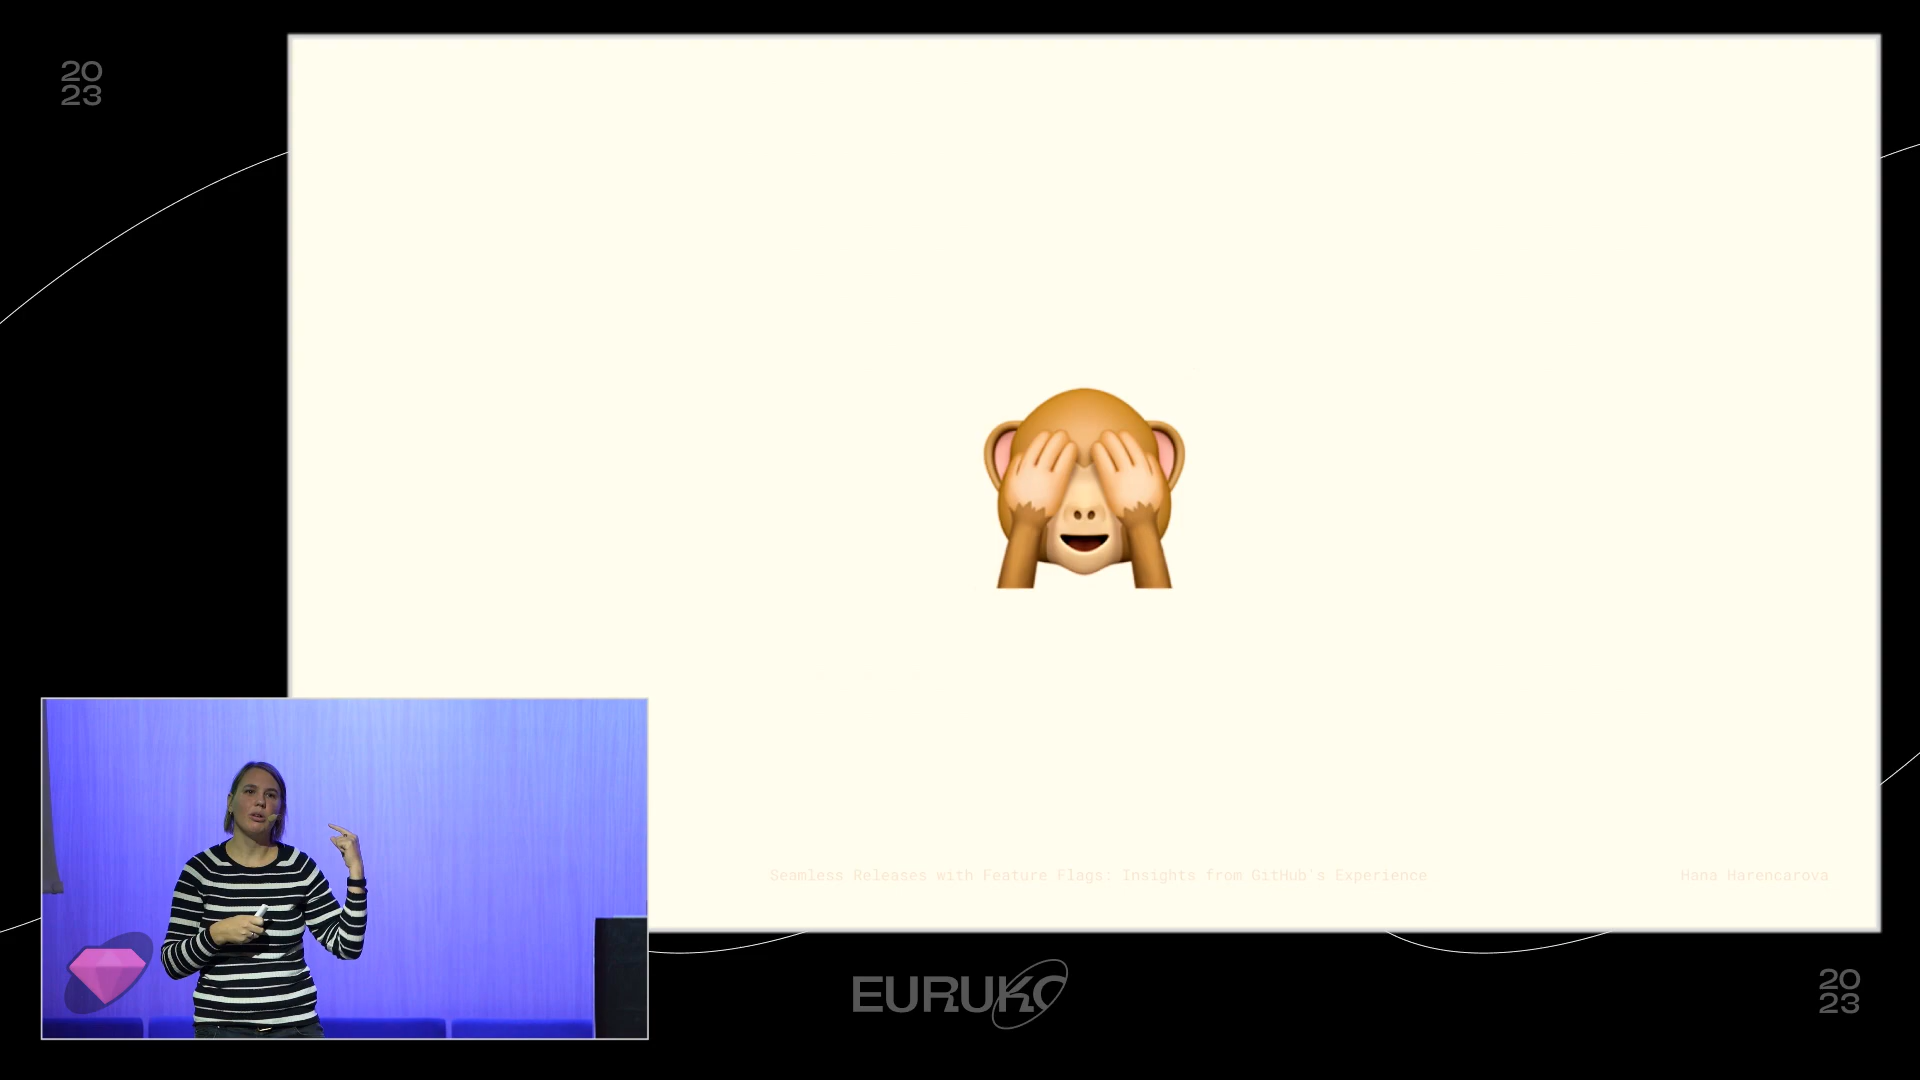 20
23
Seamless Releases with Feature Flags: Insights from GitHub's Experience
Hana Harencarova
EURUKO
20
23